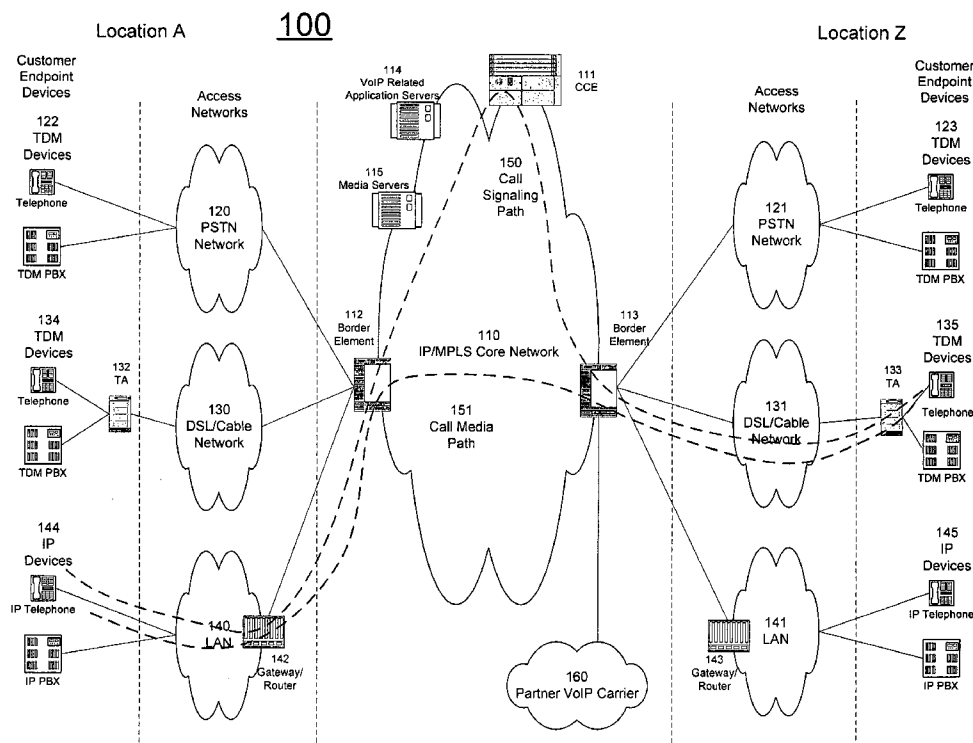 Location A
100
Location Z
Customer
Endpoint
Devices
Access
Networks
114
VoIP Related
Application Servers
111
CCE
Access
Networks
Customer
Endpoint
Devices
122
TDM
Devices
Telephone
TDM PBX
120
PSTN
Network
115
Media Servers
150
Call
Signaling
Path
121
PSTN
Network
123
TDM
Devices
Telephone
TDM PBX
134
TDM
Devices
Telephone
TDM PBX
132
TA
130
DSL/Cable
Network
112
Border
Element
110
IP/MPLS Core Network
151
Call Media
Path
113
Border
Element
131
DSL/Cable
Network
133
TA
135
TDM
Devices
Telephone
TDM PBX
144
IP
Devices
IP Telephone
IP PBX
140
LAN
142
Gateway/
Router
160
Partner VoIP Carrier
143
Gateway/
Router
141
LAN
145
IP
Devices
IP Telephone
IP PBX